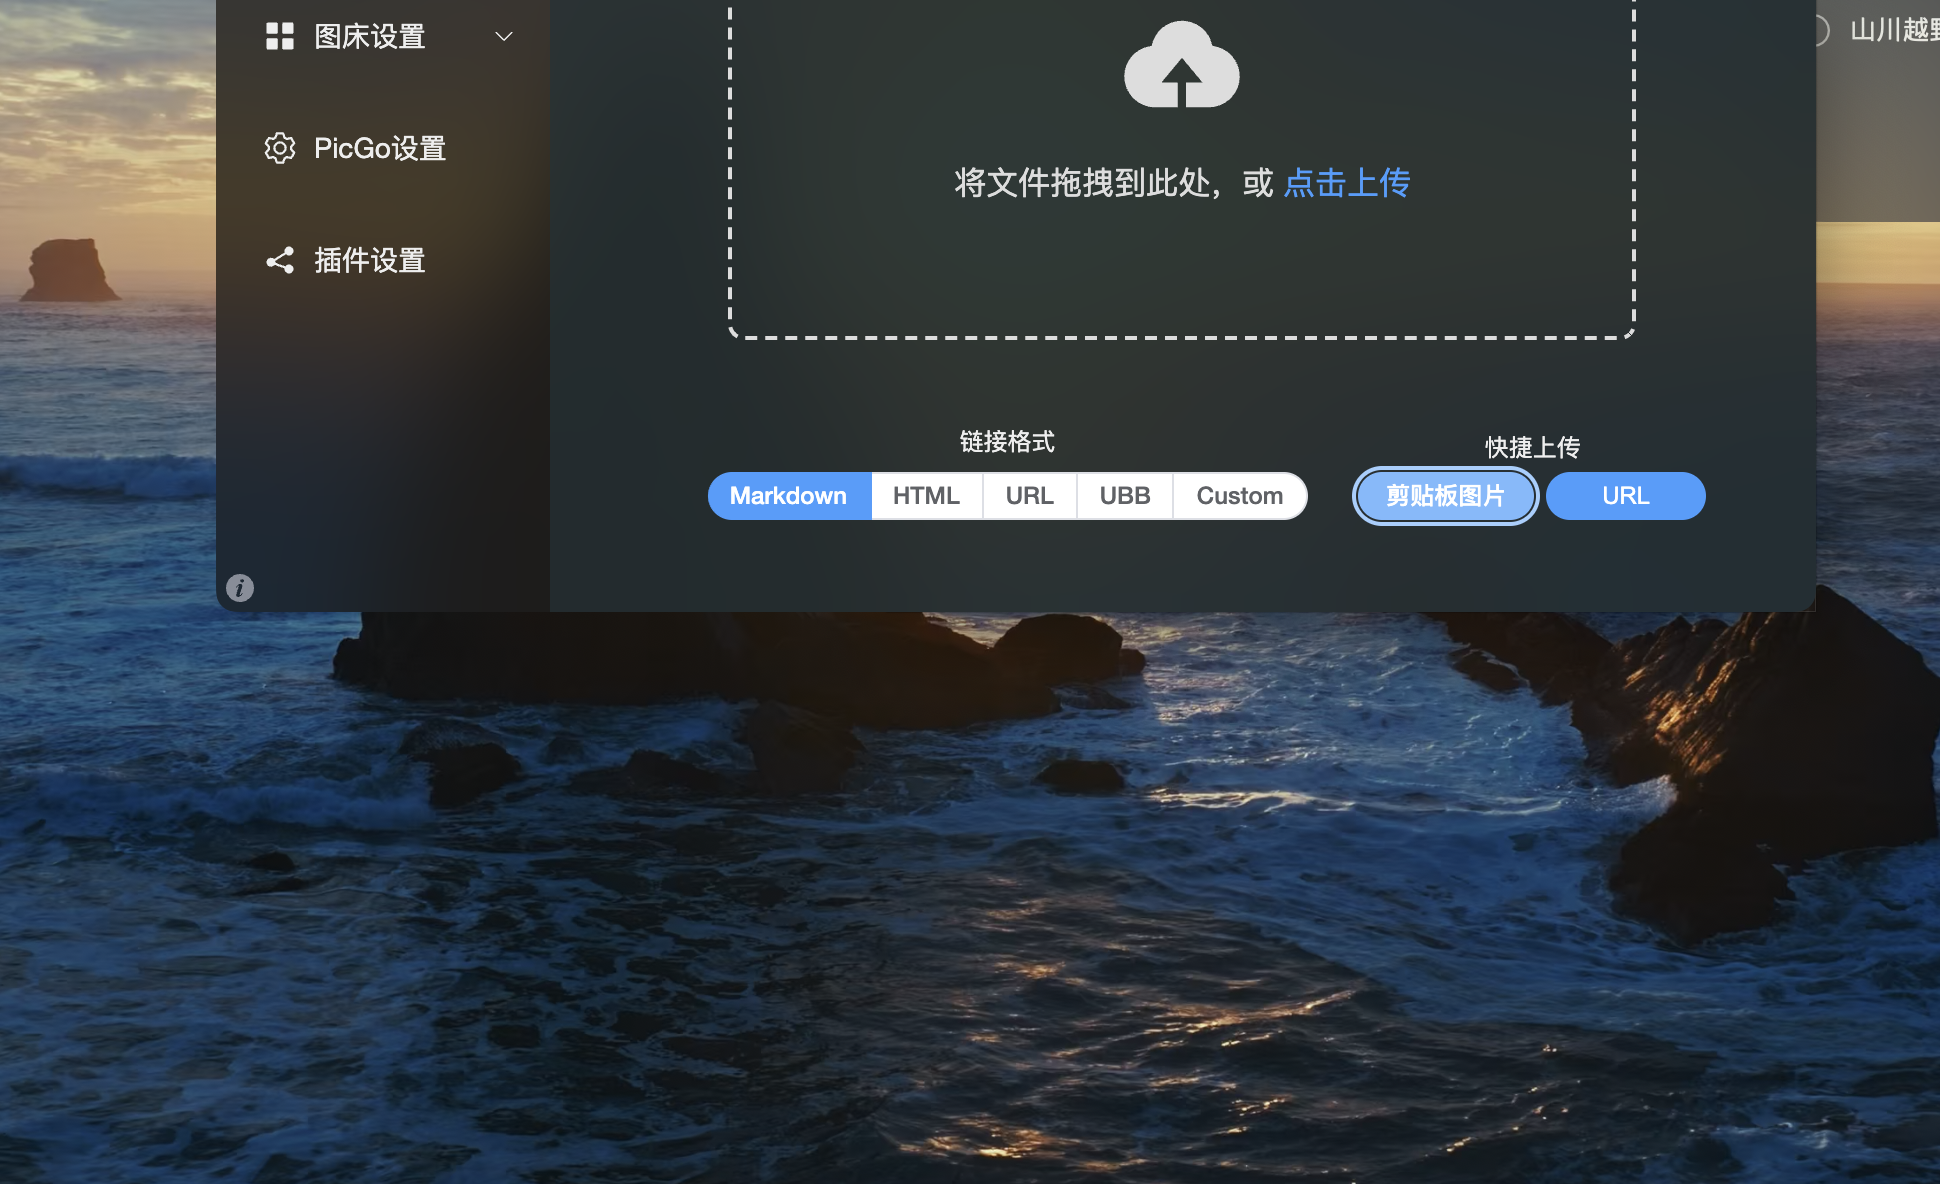 图床设置
PicGo设置
插件设置
将文件拖拽到此处，或 点击上传
链接格式
Markdown HTML URL UBB Custom
快捷上传
剪贴板图片 URL
山川越